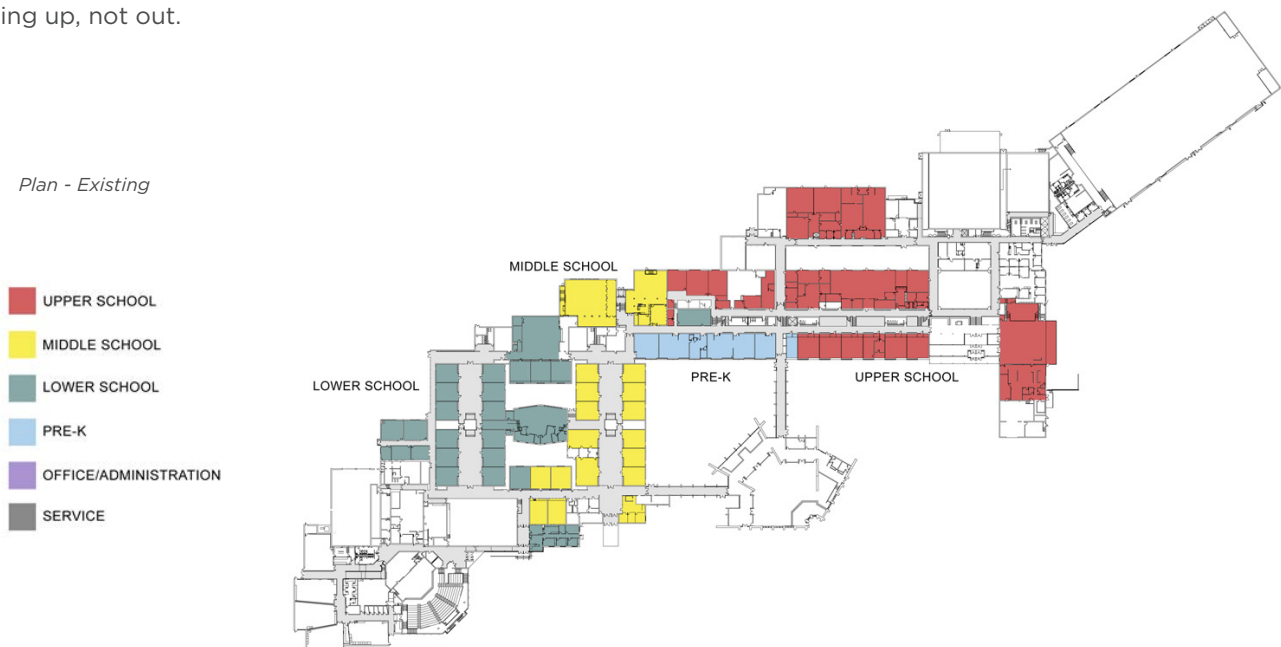 ing up, not out.
Plan - Existing
MIDDLE SCHOOL
UPPER SCHOOL
MIDDLE SCHOOL
LOWER SCHOOL
PRE-K
OFFICE/ADMINISTRATION
SERVICE
LOWER SCHOOL
PRE-K
UPPER SCHOOL